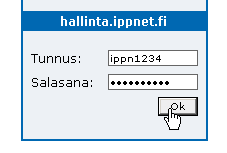 hallinta.ippnet.fi
Tunnus: ippn1234
Salasana: ••••••••••
Ok